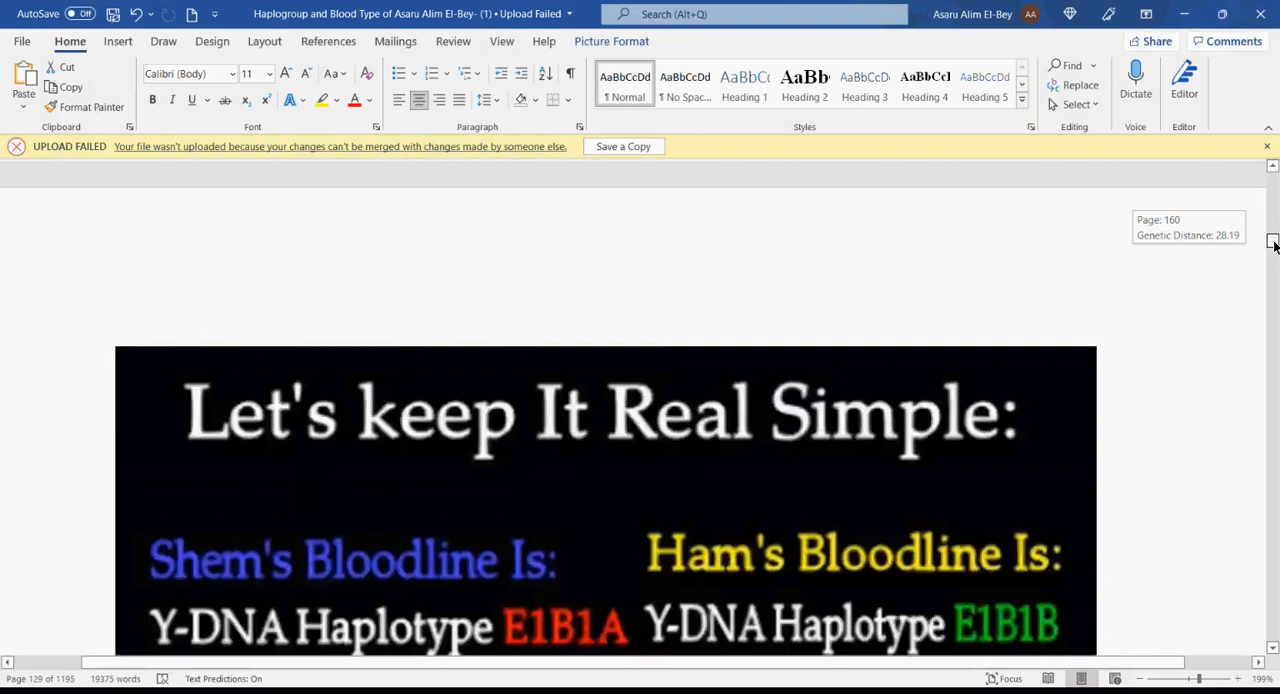 AutoSave Off Haplogroup and Blood Type of Asaru Alim El-Bey- (1) • Upload Failed Search (Alt+Q) Asaru Alim El-Bey AA
File Home Insert Draw Design Layout References Mailings Review View Help Picture Format Share Comments
Paste Cut Copy Format Painter
Calibri (Body) 11 Aa
B I U ab x₂ x² A A
AaBbCcDd AaBbCcDd AaBbC AaBb AaBbCcD AaBbCcI AaBbCcDd
¶ Normal ¶ No Spac... Heading 1 Heading 2 Heading 3 Heading 4 Heading 5
Find Replace Select Dictate Editor
Clipboard Font Paragraph Styles Editing Voice Editor
UPLOAD FAILED Your file wasn't uploaded because your changes can't be merged with changes made by someone else. Save a Copy
Page: 160
Genetic Distance: 28.19
Let's keep It Real Simple:
Shem's Bloodline Is: Ham's Bloodline Is:
Y-DNA Haplotype E1B1A Y-DNA Haplotype E1B1B
Page 129 of 1195 19375 words Text Predictions: On Focus 199%